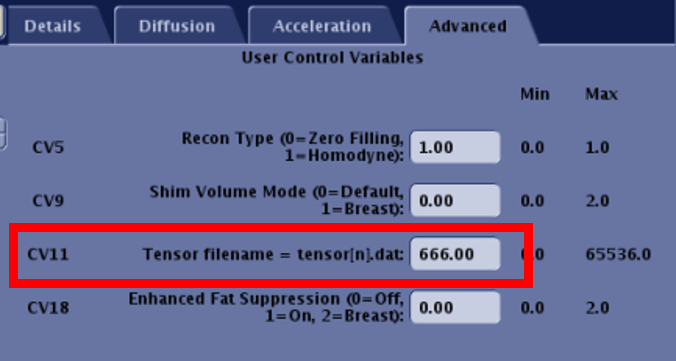 Details Diffusion Acceleration Advanced
User Control Variables
Min Max
CV5 Recon Type (0=Zero Filling, 1=Homodyne): 1.00 0.0 1.0
CV9 Shim Volume Mode (0=Default, 1=Breast): 0.00 0.0 2.0
CV11 Tensor filename = tensor[n].dat: 666.00 0.0 65536.0
CV18 Enhanced Fat Suppression (0=Off, 1=On, 2=Breast): 0.00 0.0 2.0